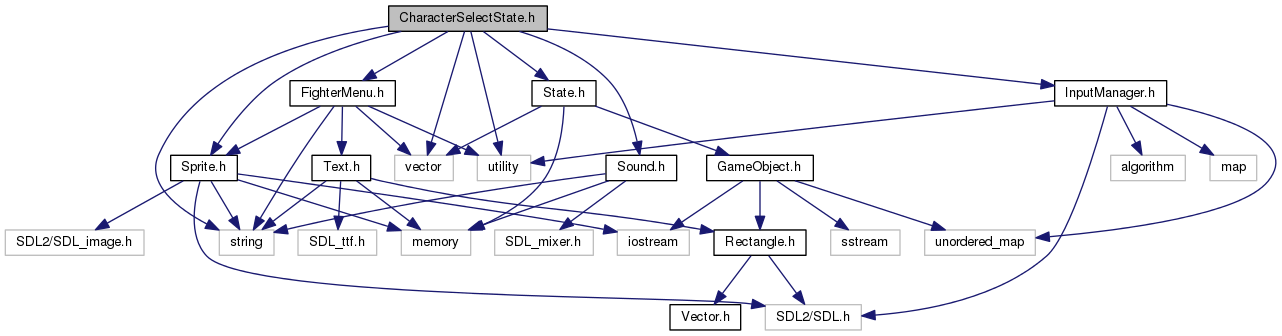 CharacterSelectState.h
FighterMenu.h
State.h
InputManager.h
Sprite.h
Text.h
vector
utility
Sound.h
GameObject.h
algorithm
map
SDL2/SDL_image.h
string
SDL_ttf.h
memory
SDL_mixer.h
iostream
Rectangle.h
sstream
unordered_map
Vector.h
SDL2/SDL.h